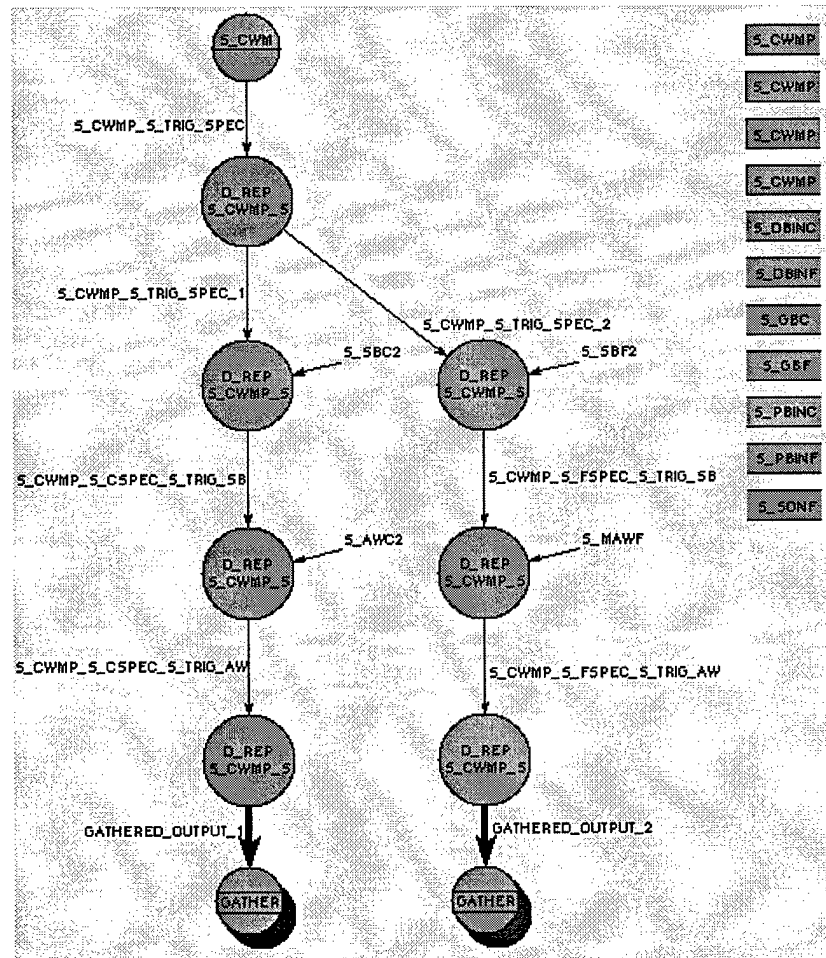 S_CWM
S_CWMP_S_TRIG_SPEC
D_REP
S_CWMP_S
S_CWMP_S_TRIG_SPEC_1
S_CWMP_S_TRIG_SPEC_2
D_REP
S_CWMP_S
S_SBC2
D_REP
S_CWMP_S
S_SBF2
S_CWMP_S_CSPEC_S_TRIG_SB
S_CWMP_S_FSPEC_S_TRIG_SB
D_REP
S_CWMP_S
S_AWC2
D_REP
S_CWMP_S
S_MAWF
S_CWMP_S_CSPEC_S_TRIG_AW
S_CWMP_S_FSPEC_S_TRIG_AW
D_REP
S_CWMP_S
D_REP
S_CWMP_S
GATHERED_OUTPUT_1
GATHERED_OUTPUT_2
GATHER
GATHER
S_CWMP
S_CWMP
S_CWMP
S_CWMP
S_DBINC
S_DBINF
S_GBC
S_GBF
S_PBINC
S_PBINF
S_SONF